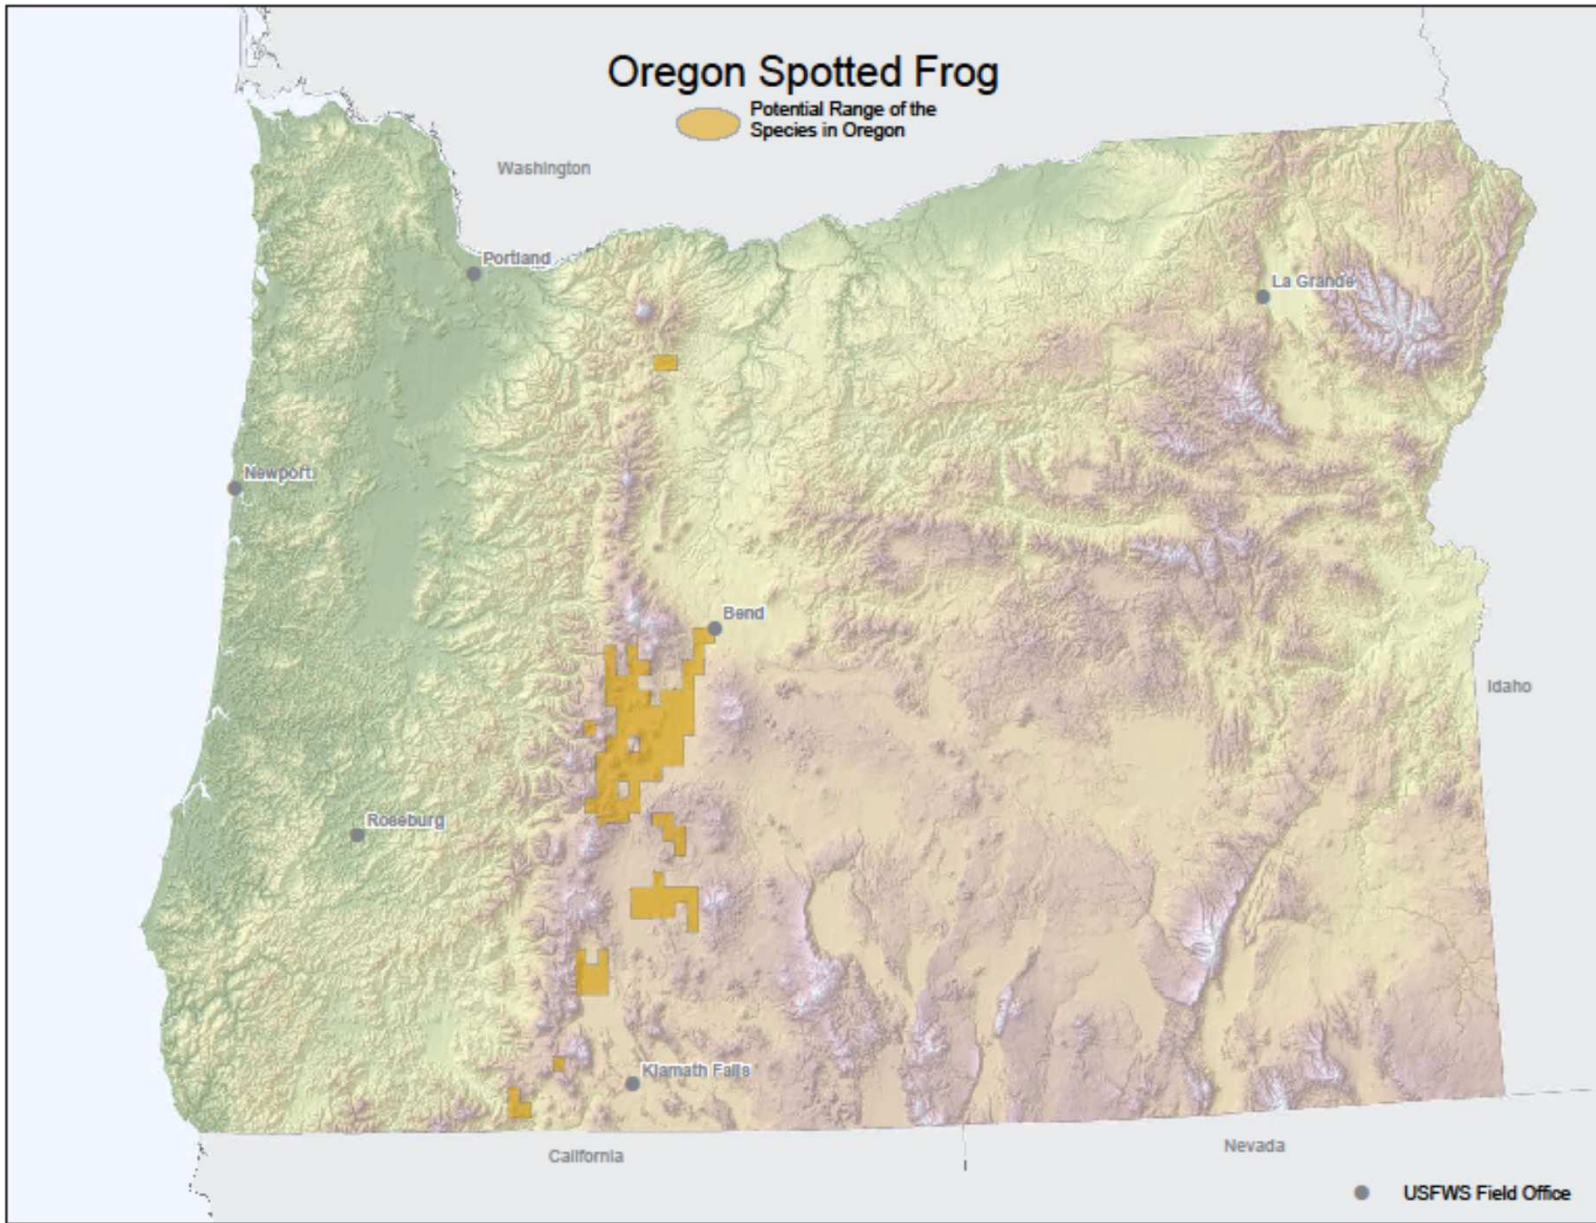 Oregon Spotted Frog
Potential Range of the
Species in Oregon
Washington
Portland
La Grande
Newport
Bend
Idaho
Roseburg
Klamath Falls
California
Nevada
USFWS Field Office